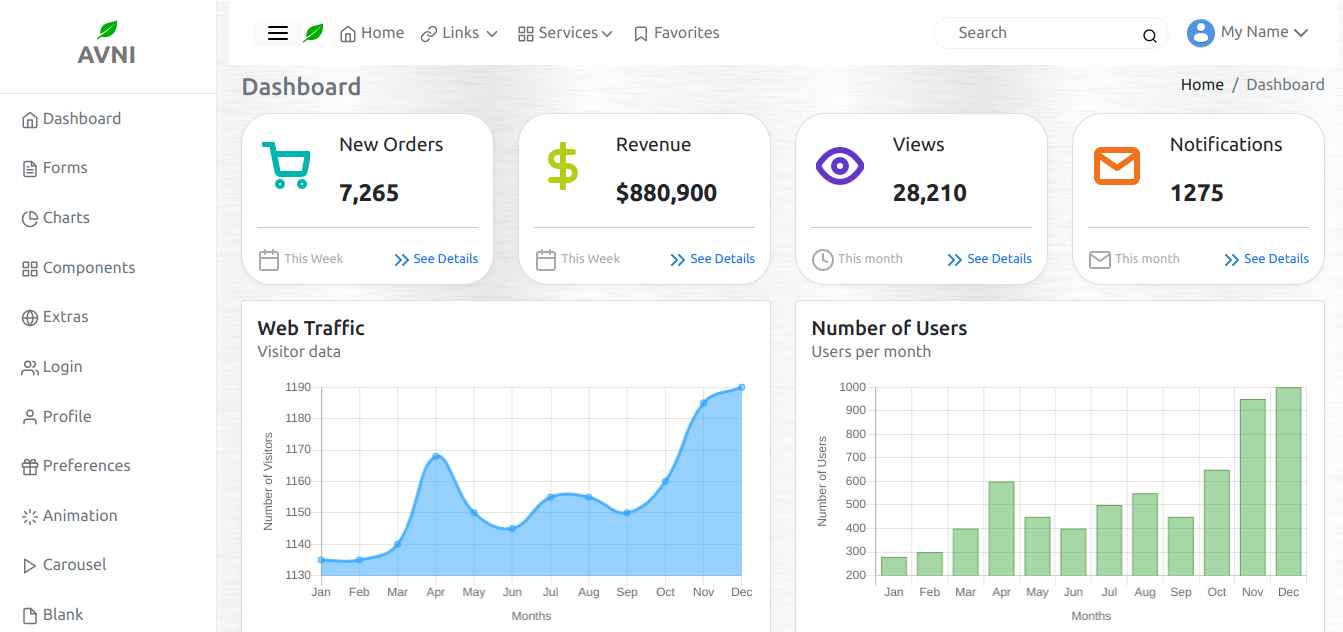 AVNI
Dashboard
Forms
Charts
Components
Extras
Login
Profile
Preferences
Animation
Carousel
Blank
Home Links Services Favorites Search My Name
Dashboard
Home / Dashboard
New Orders
7,265
This Week See Details
Revenue
$880,900
This Week See Details
Views
28,210
This month See Details
Notifications
1275
This month See Details
Web Traffic
Visitor data
Number of Visitors
1190
1180
1170
1160
1150
1140
1130
Jan Feb Mar Apr May Jun Jul Aug Sep Oct Nov Dec
Months
Number of Users
Users per month
Number of Users
1000
900
800
700
600
500
400
300
200
Jan Feb Mar Apr May Jun Jul Aug Sep Oct Nov Dec
Months